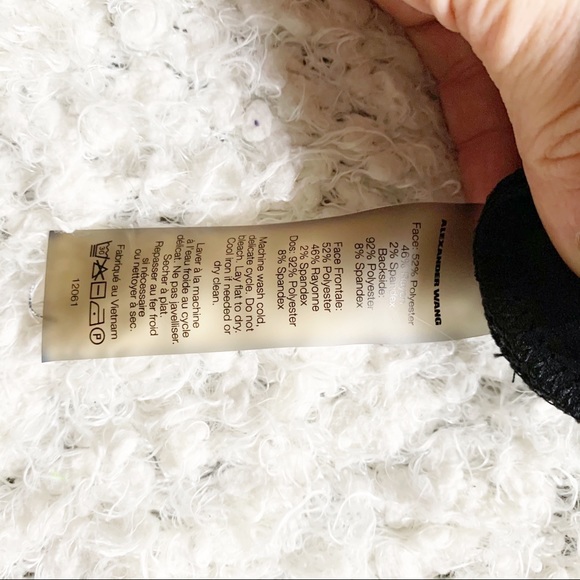 ALEXANDER WANG
Face: 52% Polyester
46
2% Spandex
Backside:
92% Polyester
8% Spandex
Face Frontale:
52% Polyester
46% Rayonne
2% Spandex
Dos: 92% Polyester
8% Spandex
Machine wash cold,
delicate cycle. Do not
bleach. Lay flat to dry.
Cool iron if needed or
dry clean.
Laver à la machine
à l'eau froide au cycle
délicat. Ne pas javelliser.
Sécher à plat.
Repasser au fer froid
si nécessaire
ou nettoyer à sec.
Fabriqué au Vietnam
30 P
12061